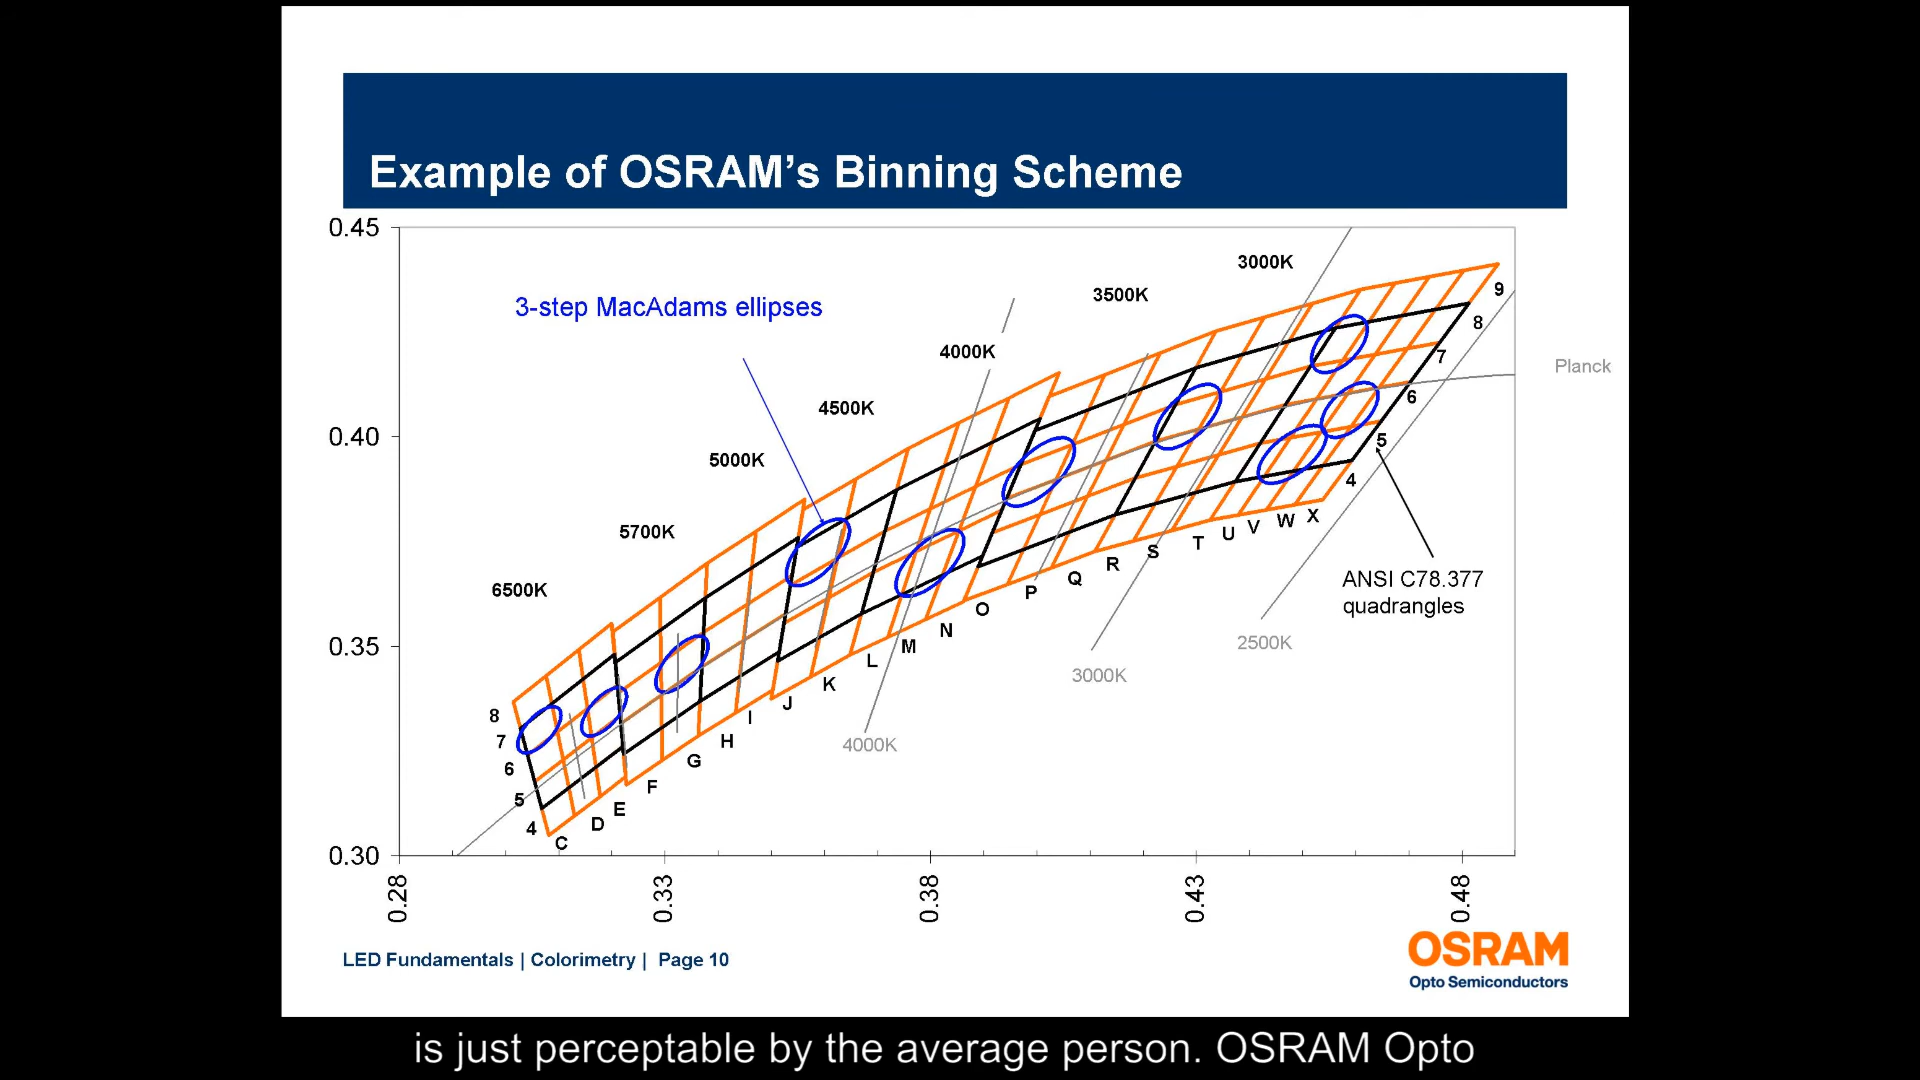 Example of OSRAM's Binning Scheme
0.45
0.40
0.35
0.30
0.28
0.33
0.38
0.43
0.48
3-step MacAdams ellipses
6500K
5700K
5000K
4500K
4000K
3500K
3000K
9
8
7
6
5
4
Planck
8
7
6
5
4
C
D
E
F
G
H
I
J
K
L
M
N
O
P
Q
R
S
T
U
V
W
X
4000K
3000K
2500K
ANSI C78.377
quadrangles
LED Fundamentals | Colorimetry | Page 10
OSRAM
Opto Semiconductors
is just perceptable by the average person. OSRAM Opto